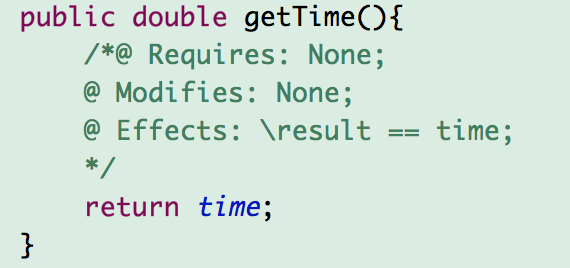 public double getTime(){
/*@ Requires: None;
@ Modifies: None;
@ Effects: \result == time;
*/
return time;
}